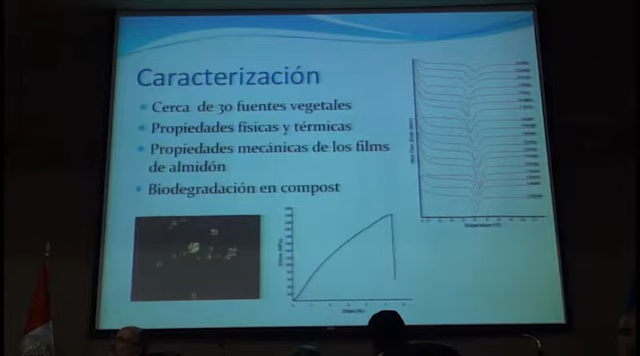 Caracterización
Cerca de 30 fuentes vegetales
Propiedades físicas y térmicas
Propiedades mecánicas de los films
de almidón
Biodegradación en compost